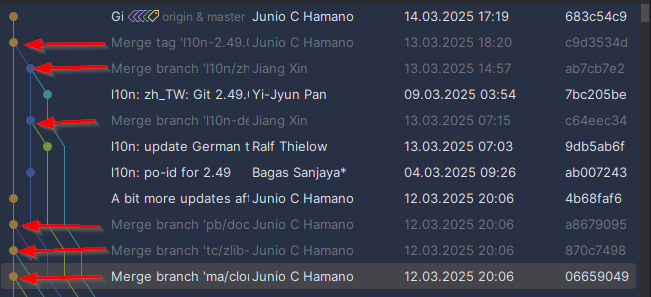 Gi origin & master Junio C Hamano 14.03.2025 17:19 683c54c9
Merge tag 'l10n-2.49.0 Junio C Hamano 13.03.2025 18:20 c9d3534d
Merge branch 'l10n/zh Jiang Xin 13.03.2025 14:57 ab7cb7e2
l10n: zh_TW: Git 2.49. Yi-Jyun Pan 09.03.2025 03:54 7bc205be
Merge branch 'l10n-de Jiang Xin 13.03.2025 07:15 c64eec34
l10n: update German t Ralf Thielow 13.03.2025 07:03 9db5ab6f
l10n: po-id for 2.49 Bagas Sanjaya* 04.03.2025 09:26 ab007243
A bit more updates aft Junio C Hamano 12.03.2025 20:06 4b68faf6
Merge branch 'pb/doc Junio C Hamano 12.03.2025 20:06 a8679095
Merge branch 'tc/zlib- Junio C Hamano 12.03.2025 20:06 870c7498
Merge branch 'ma/clo Junio C Hamano 12.03.2025 20:06 06659049